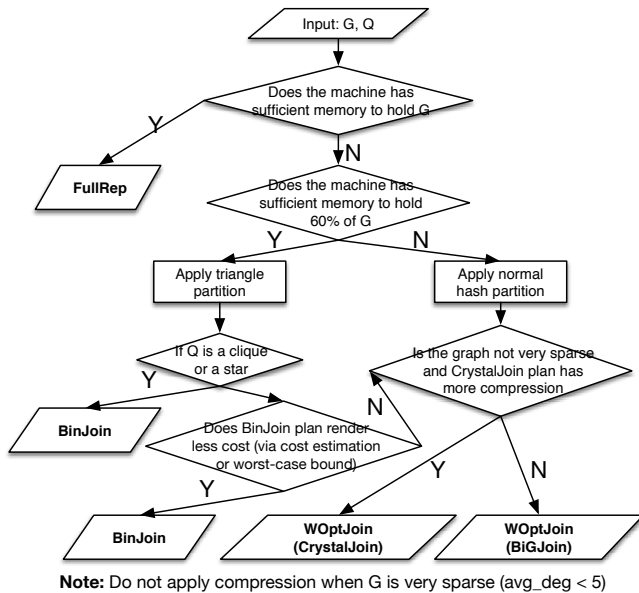 Input: G, Q
Does the machine has
sufficient memory to hold G
Y
N
FullRep
Does the machine has
sufficient memory to hold
60% of G
Y
N
Apply triangle
partition
Apply normal
hash partition
If Q is a clique
or a star
Is the graph not very sparse
and CrystalJoin plan has
more compression
Y
N
BinJoin
Does BinJoin plan render
less cost (via cost estimation
or worst-case bound)
Y
Y
N
BinJoin
WOptJoin
(CrystalJoin)
WOptJoin
(BiGJoin)
Note: Do not apply compression when G is very sparse (avg_deg < 5)